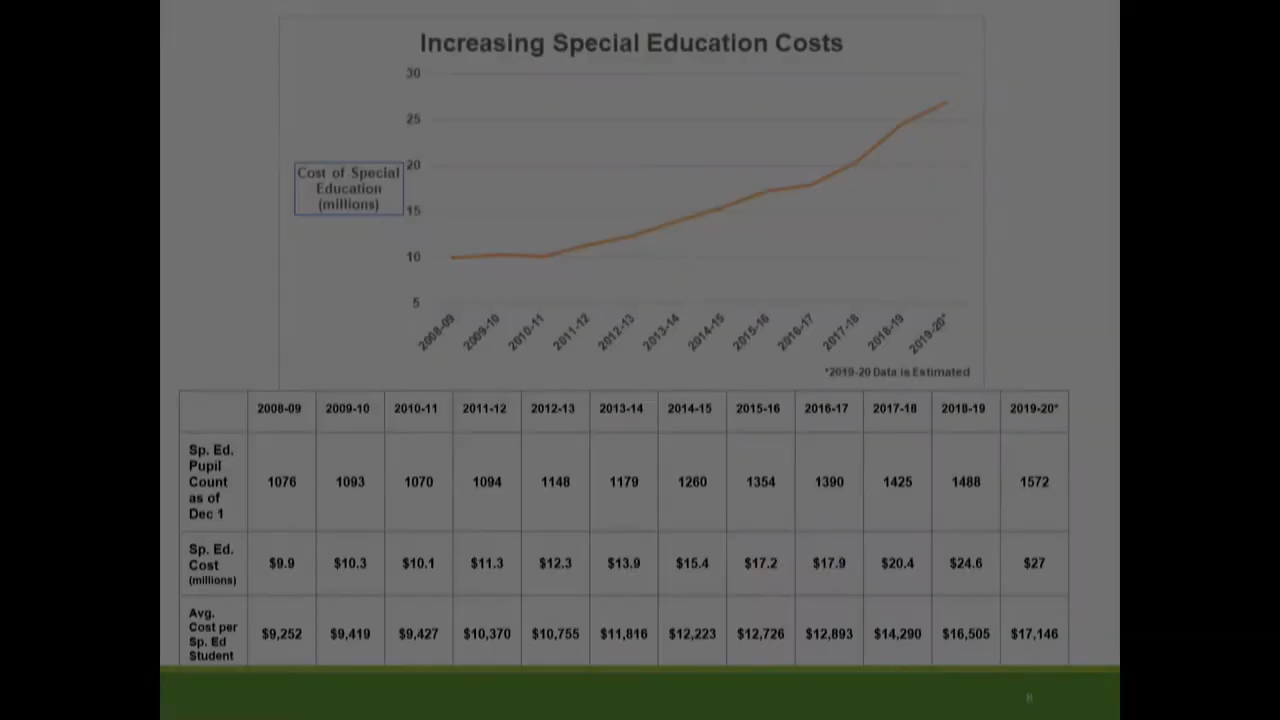 Increasing Special Education Costs
30
25
20
15
10
5
Cost of Special
Education
(millions)
2008-09 2009-10 2010-11 2011-12 2012-13 2013-14 2014-15 2015-16 2016-17 2017-18 2018-19 2019-20*
*2019-20 Data is Estimated
2008-09 2009-10 2010-11 2011-12 2012-13 2013-14 2014-15 2015-16 2016-17 2017-18 2018-19 2019-20*
Sp. Ed.
Pupil
Count
as of
Dec 1
1076 1093 1070 1094 1148 1179 1260 1354 1390 1425 1488 1572
Sp. Ed.
Cost
(millions)
$9.9 $10.3 $10.1 $11.3 $12.3 $13.9 $15.4 $17.2 $17.9 $20.4 $24.6 $27
Avg.
Cost per
Sp. Ed
Student
$9,252 $9,419 $9,427 $10,370 $10,755 $11,816 $12,223 $12,726 $12,893 $14,290 $16,505 $17,146
8